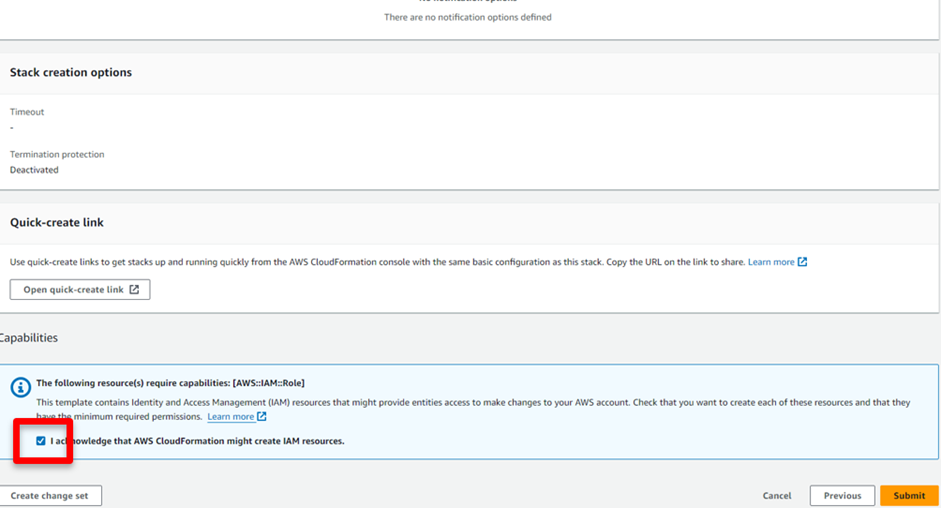 No notification options
There are no notification options defined
Stack creation options
Timeout
-
Termination protection
Deactivated
Quick-create link
Use quick-create links to get stacks up and running quickly from the AWS CloudFormation console with the same basic configuration as this stack. Copy the URL on the link to share. Learn more
Open quick-create link
Capabilities
The following resource(s) require capabilities: [AWS::IAM::Role]
This template contains Identity and Access Management (IAM) resources that might provide entities access to make changes to your AWS account. Check that you want to create each of these resources and that they
have the minimum required permissions. Learn more
I acknowledge that AWS CloudFormation might create IAM resources.
Create change set
Cancel
Previous
Submit